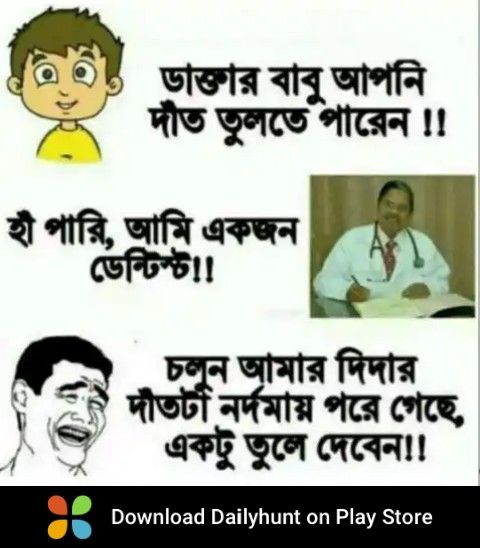 ডাক্তার বাবু আপনি
দাঁত তুলতে পারেন !!
হাঁ পারি, আমি একজন
ডেন্টিস্ট!!
চলুন আমার দিদার
দাঁতটা নর্দমায় পরে গেছে,
একটু তুলে দেবেন!!
Download Dailyhunt on Play Store